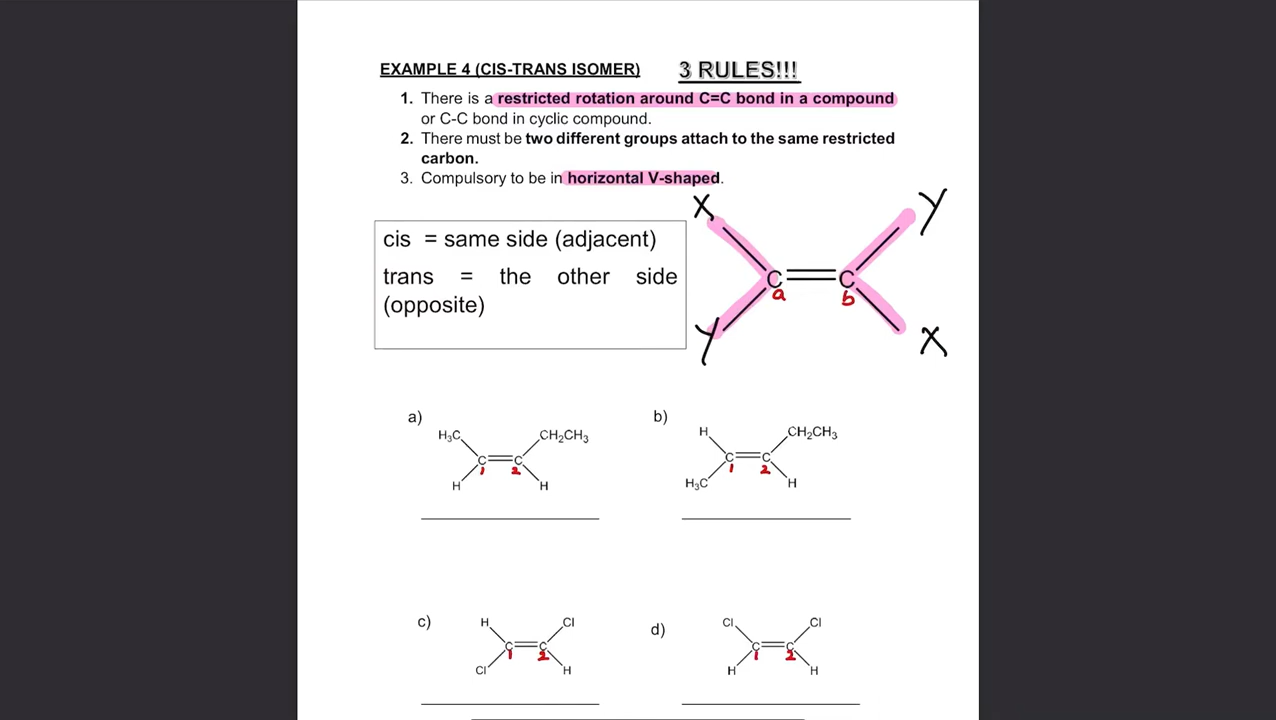 EXAMPLE 4 (CIS-TRANS ISOMER) 3 RULES!!!
1. There is a restricted rotation around C=C bond in a compound
or C-C bond in cyclic compound.
2. There must be two different groups attach to the same restricted
carbon.
3. Compulsory to be in horizontal V-shaped.
X Y
cis = same side (adjacent)
trans = the other side
(opposite)
C C
a b
Y X
a) b)
H₃C CH₂CH₃ H CH₂CH₃
C C C C
1 2 1 2
H H H₃C H
c) d)
H Cl Cl Cl
C C C C
1 2 1 2
Cl H H H